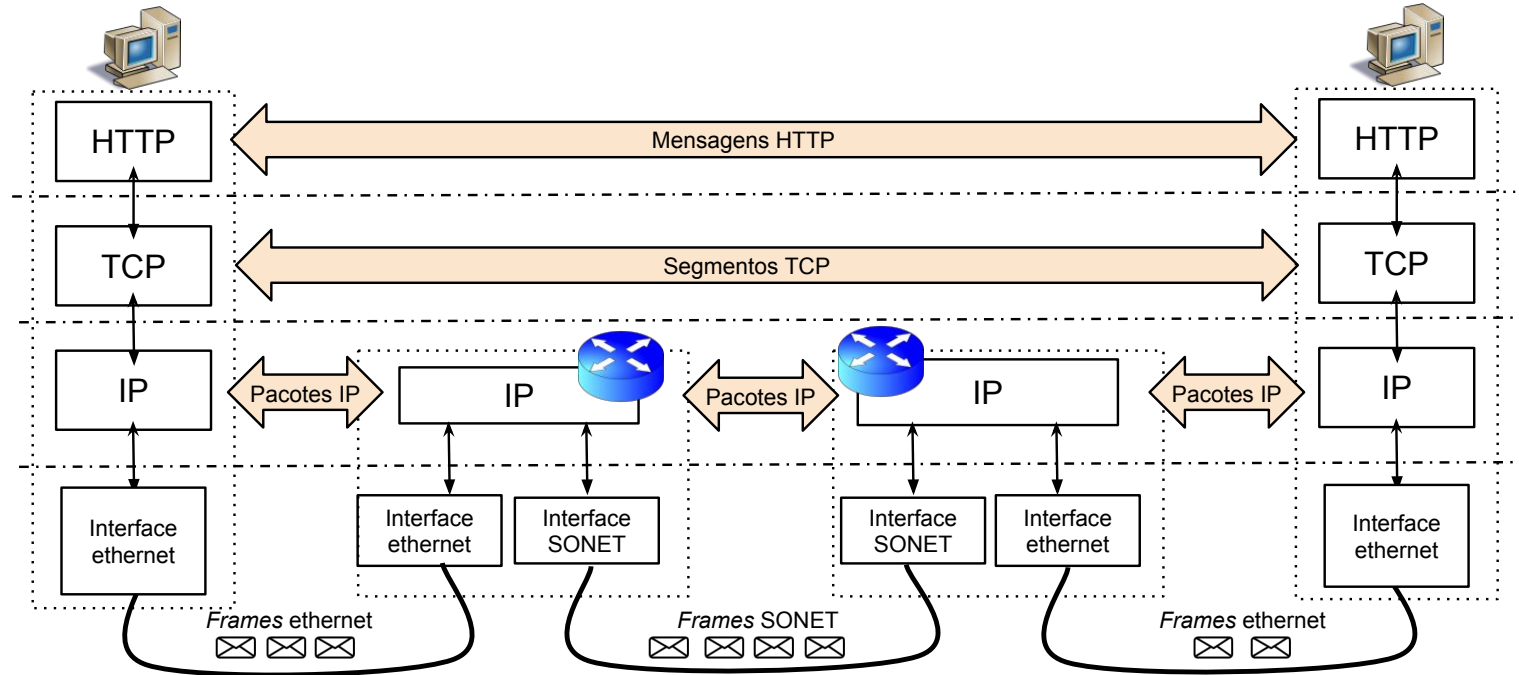 HTTP
Mensagens HTTP
HTTP
TCP
Segmentos TCP
TCP
IP
Pacotes IP
IP
Pacotes IP
IP
Pacotes IP
IP
Interface
ethernet
Interface
ethernet
Interface
SONET
Interface
SONET
Interface
ethernet
Interface
ethernet
Frames ethernet
Frames SONET
Frames ethernet